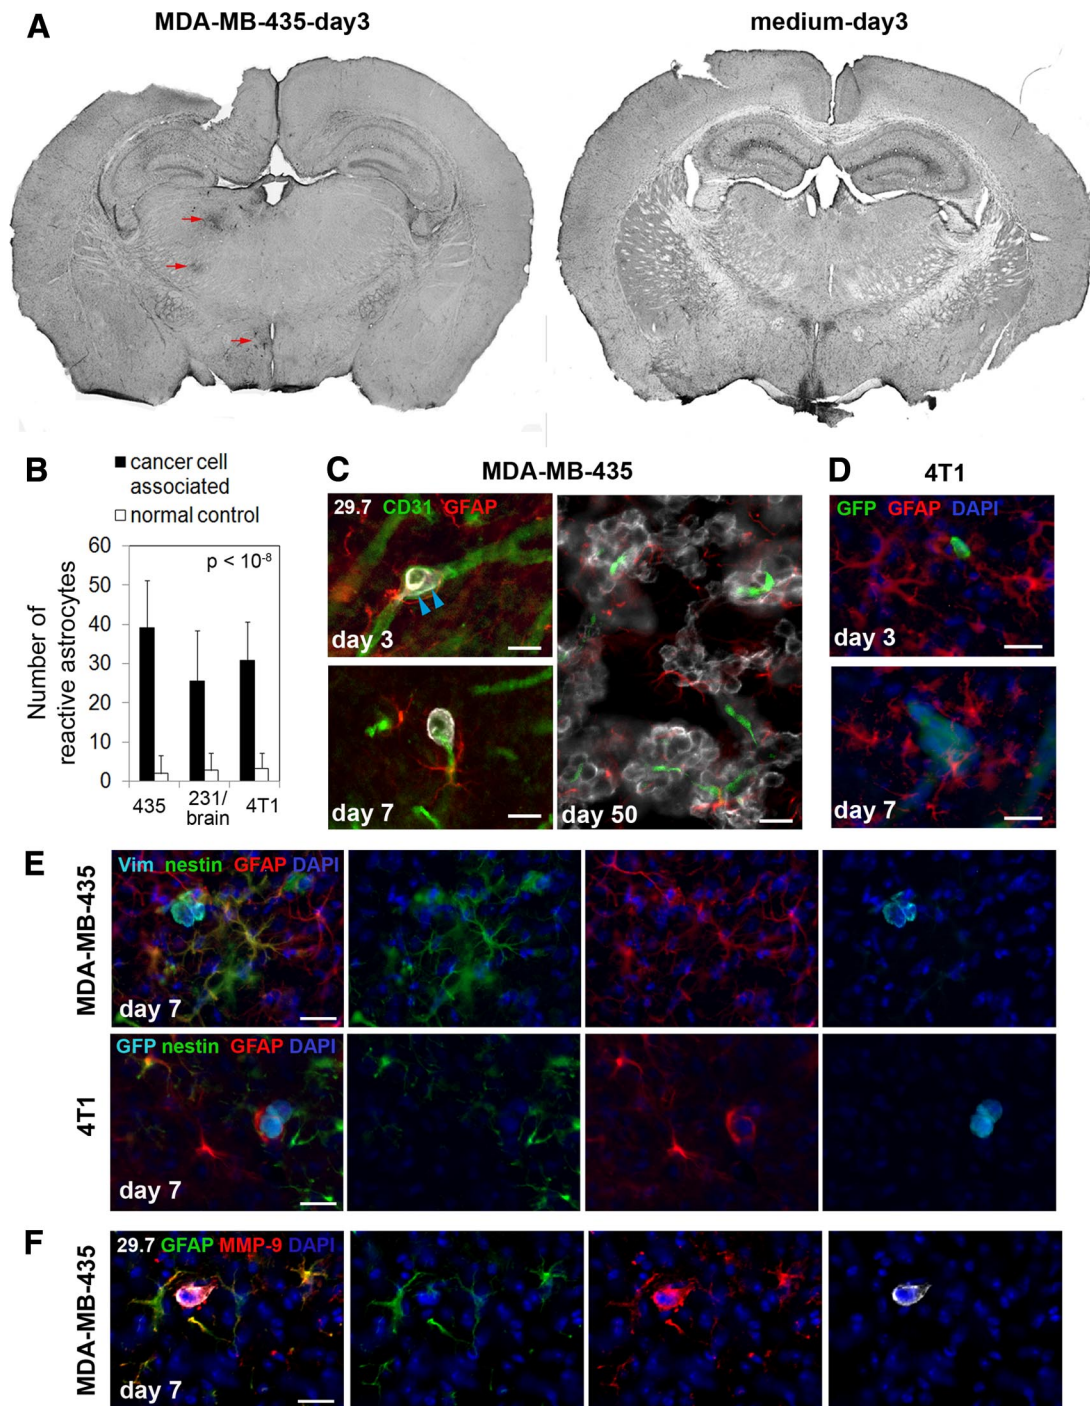 A
MDA-MB-435-day3
medium-day3
B
cancer cell
associated
normal control
Number of
reactive astrocytes
60
50
40
30
20
10
0
p < 10-8
435
231/
brain
4T1
C
MDA-MB-435
29.7 CD31 GFAP
day 3
day 7
day 50
D
4T1
GFP GFAP DAPI
day 3
day 7
E
MDA-MB-435
Vim nestin GFAP DAPI
day 7
4T1
GFP nestin GFAP DAPI
day 7
F
MDA-MB-435
29.7 GFAP MMP-9 DAPI
day 7